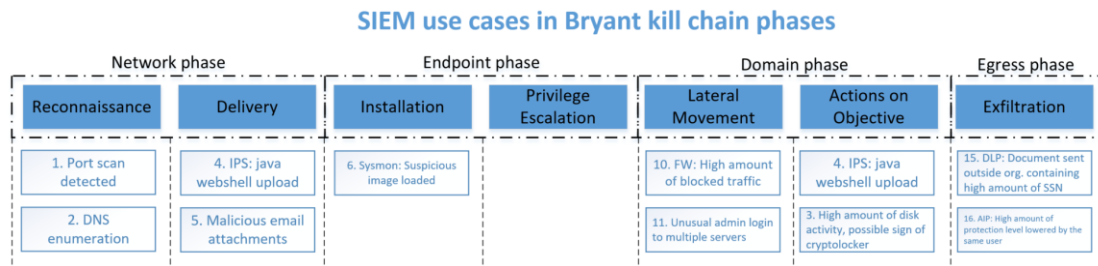 SIEM use cases in Bryant kill chain phases
Network phase
Endpoint phase
Domain phase
Egress phase
Reconnaissance
Delivery
Installation
Privilege
Escalation
Lateral
Movement
Actions on
Objective
Exfiltration
1. Port scan
detected
4. IPS: java
webshell upload
6. Sysmon: Suspicious
image loaded
10. FW: High amount
of blocked traffic
4. IPS: java
webshell upload
15. DLP: Document sent
outside org. containing
high amount of SSN
2. DNS
enumeration
5. Malicious email
attachments
11. Unusual admin login
to multiple servers
3. High amount of disk
activity, possible sign of
cryptolocker
16. AIP: High amount of
protection level lowered by the
same user